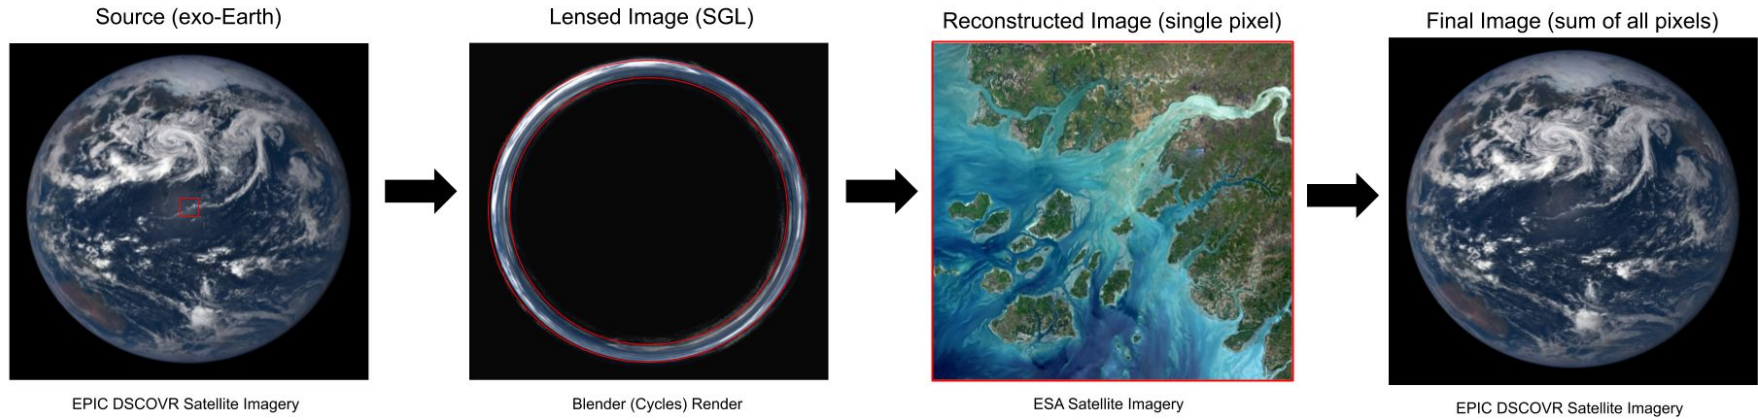 Source (exo-Earth)
Lensed Image (SGL)
Reconstructed Image (single pixel)
Final Image (sum of all pixels)
EPIC DSCOVR Satellite Imagery
Blender (Cycles) Render
ESA Satellite Imagery
EPIC DSCOVR Satellite Imagery